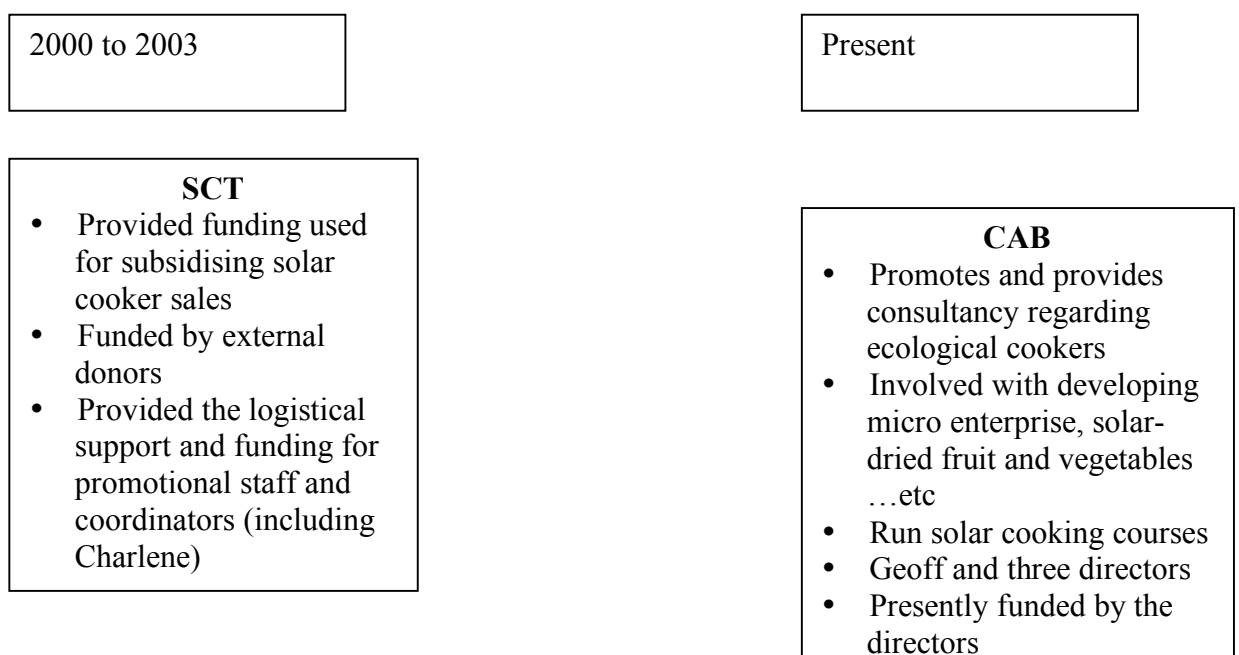 2000 to 2003
Present
SCT
• Provided funding used
for subsidising solar
cooker sales
• Funded by external
donors
• Provided the logistical
support and funding for
promotional staff and
coordinators (including
Charlene)
CAB
• Promotes and provides
consultancy regarding
ecological cookers
• Involved with developing
micro enterprise, solar-
dried fruit and vegetables
…etc
• Run solar cooking courses
• Geoff and three directors
• Presently funded by the
directors